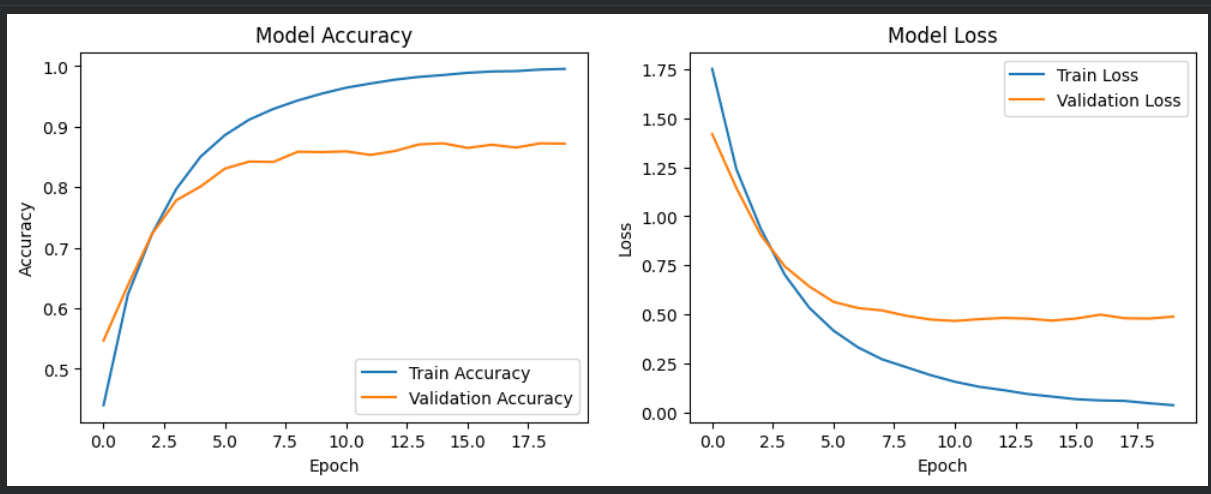 Model Accuracy
1.0
0.9
0.8
0.7
0.6
0.5
Accuracy
Train Accuracy
Validation Accuracy
0.0 2.5 5.0 7.5 10.0 12.5 15.0 17.5
Epoch
Model Loss
1.75
1.50
1.25
1.00
0.75
0.50
0.25
0.00
Loss
Train Loss
Validation Loss
0.0 2.5 5.0 7.5 10.0 12.5 15.0 17.5
Epoch